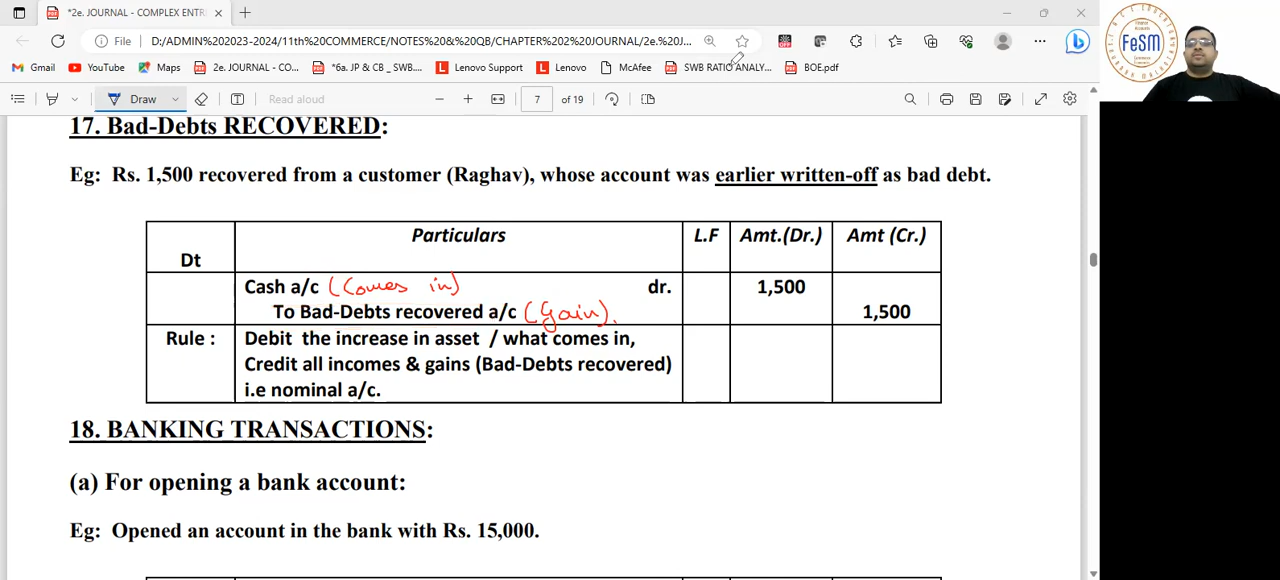 *2e. JOURNAL - COMPLEX ENTR
File D:/ADMIN%202023-2024/11th%20COMMERCE/NOTES%20&%20QB/CHAPTER%202%20JOURNAL/2e.%20J...
Gmail YouTube Maps 2e. JOURNAL - CO... *6a. JP & CB _ SWB.... Lenovo Support Lenovo McAfee SWB RATIO ANALY... BOE.pdf
Draw Read aloud 7 of 19
FeSM
17. Bad-Debts RECOVERED:
Eg: Rs. 1,500 recovered from a customer (Raghav), whose account was earlier written-off as bad debt.
Dt Particulars L.F Amt.(Dr.) Amt (Cr.)
Cash a/c (Comes in) dr. 1,500
To Bad-Debts recovered a/c (Gain). 1,500
Rule : Debit the increase in asset / what comes in,
Credit all incomes & gains (Bad-Debts recovered)
i.e nominal a/c.
18. BANKING TRANSACTIONS:
(a) For opening a bank account:
Eg: Opened an account in the bank with Rs. 15,000.